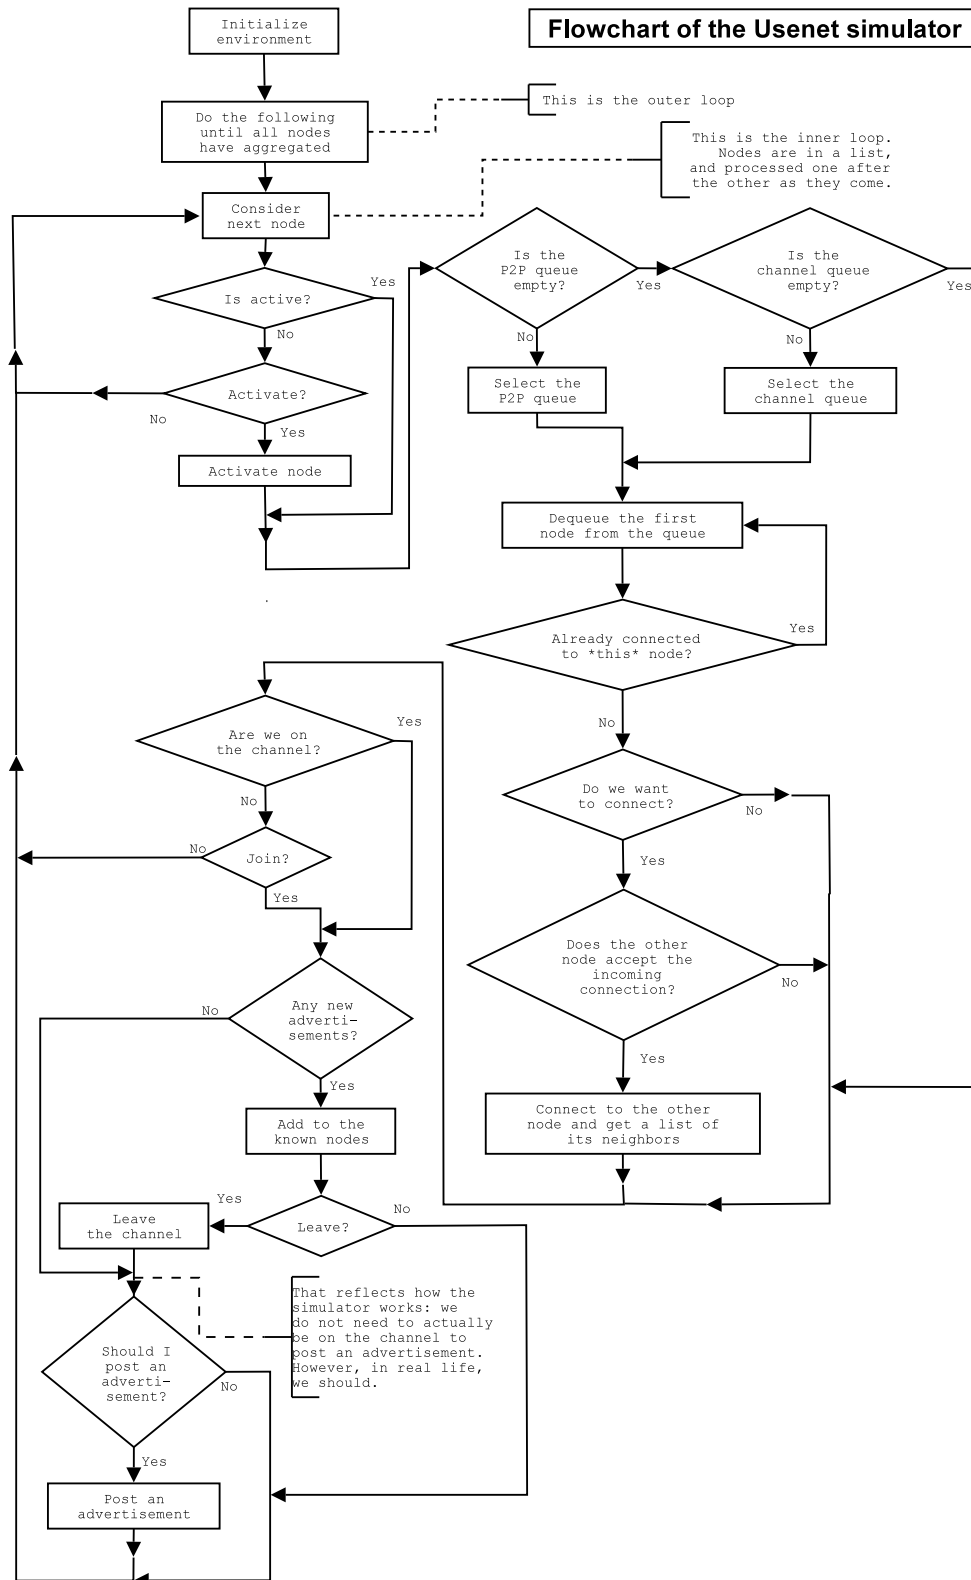 Initialize
environment
Flowchart of the Usenet simulator
This is the outer loop
Do the following
until all nodes
have aggregated
This is the inner loop.
Nodes are in a list,
and processed one after
the other as they come.
Consider
next node
Is active?
Yes
No
Activate?
No
Yes
Activate node
Is the
P2P queue
empty?
Yes
No
Is the
channel queue
empty?
Yes
No
Select the
P2P queue
Select the
channel queue
Dequeue the first
node from the queue
Already connected
to *this* node?
Yes
No
Do we want
to connect?
No
Yes
Does the other
node accept the
incoming
connection?
No
Yes
Connect to the other
node and get a list of
its neighbors
Are we on
the channel?
Yes
No
Join?
No
Yes
Any new
adverti-
sements?
No
Yes
Add to the
known nodes
Leave?
Yes
No
Leave
the channel
That reflects how the
simulator works: we
do not need to actually
be on the channel to
post an advertisement.
However, in real life,
we should.
Should I
post an
adverti-
sement?
No
Yes
Post an
advertisement